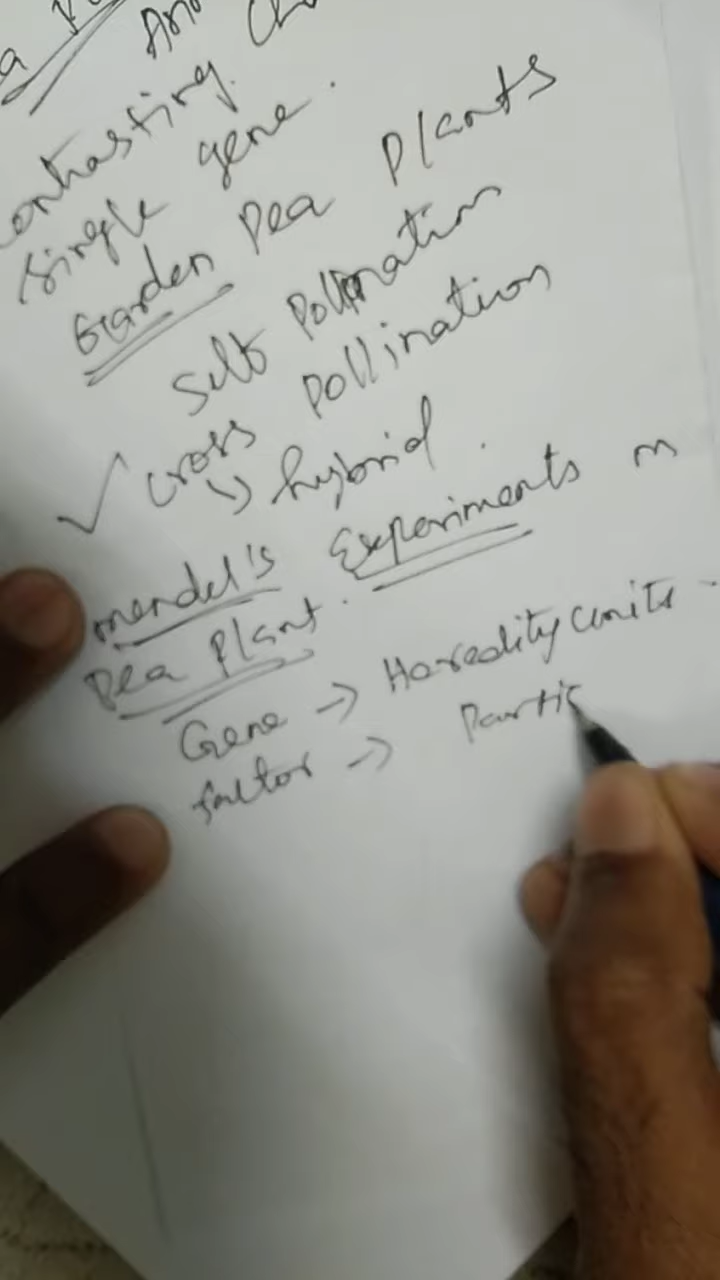 contrasting.
single gene.
Garden Pea Plants
Self Pollination
✓ cross pollination
↳ hybrid.
mendel's Experiments in
Pea Plant.
Gene → Heredity units.
factor → Parti